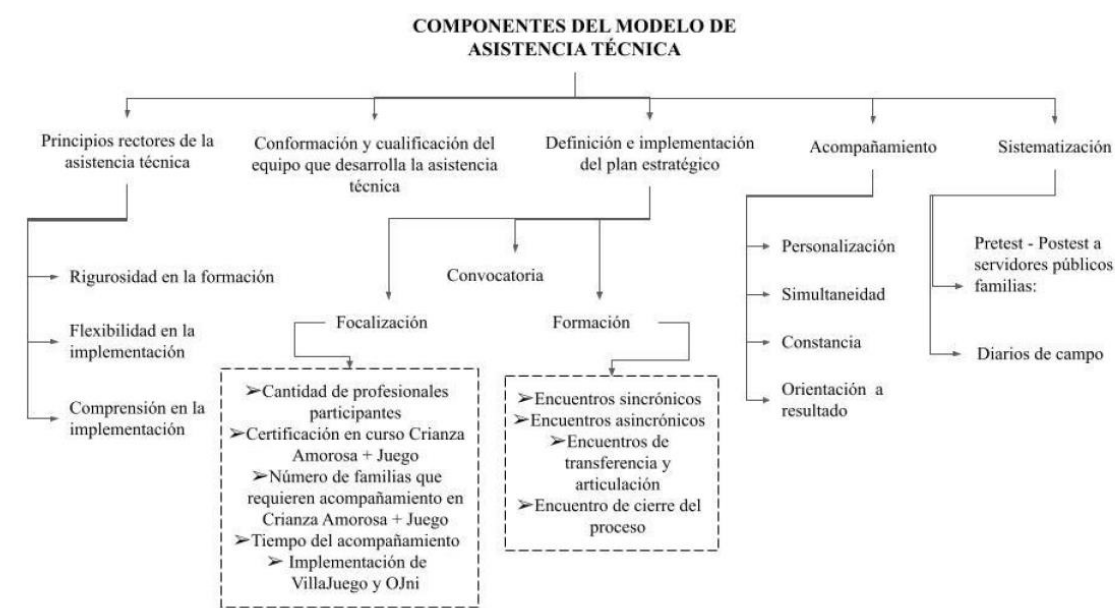 COMPONENTES DEL MODELO DE
ASISTENCIA TÉCNICA
Principios rectores de la
asistencia técnica
Conformación y cualificación del
equipo que desarrolla la asistencia
técnica
Definición e implementación
del plan estratégico
Acompañamiento
Sistematización
Rigurosidad en la formación
Flexibilidad en la
implementación
Comprensión en la
implementación
Convocatoria
Focalización
Formación
➢Cantidad de profesionales
participantes
➢Certificación en curso Crianza
Amorosa + Juego
➢Número de familias que
requieren acompañamiento en
Crianza Amorosa + Juego
➢Tiempo del acompañamiento
➢ Implementación de
VillaJuego y OJni
➢Encuentros sincrónicos
➢Encuentros asincrónicos
➢Encuentros de
transferencia y
articulación
➢Encuentro de cierre del
proceso
Personalización
Simultaneidad
Constancia
Orientación a
resultado
Pretest - Postest a
servidores públicos
familias:
Diarios de campo